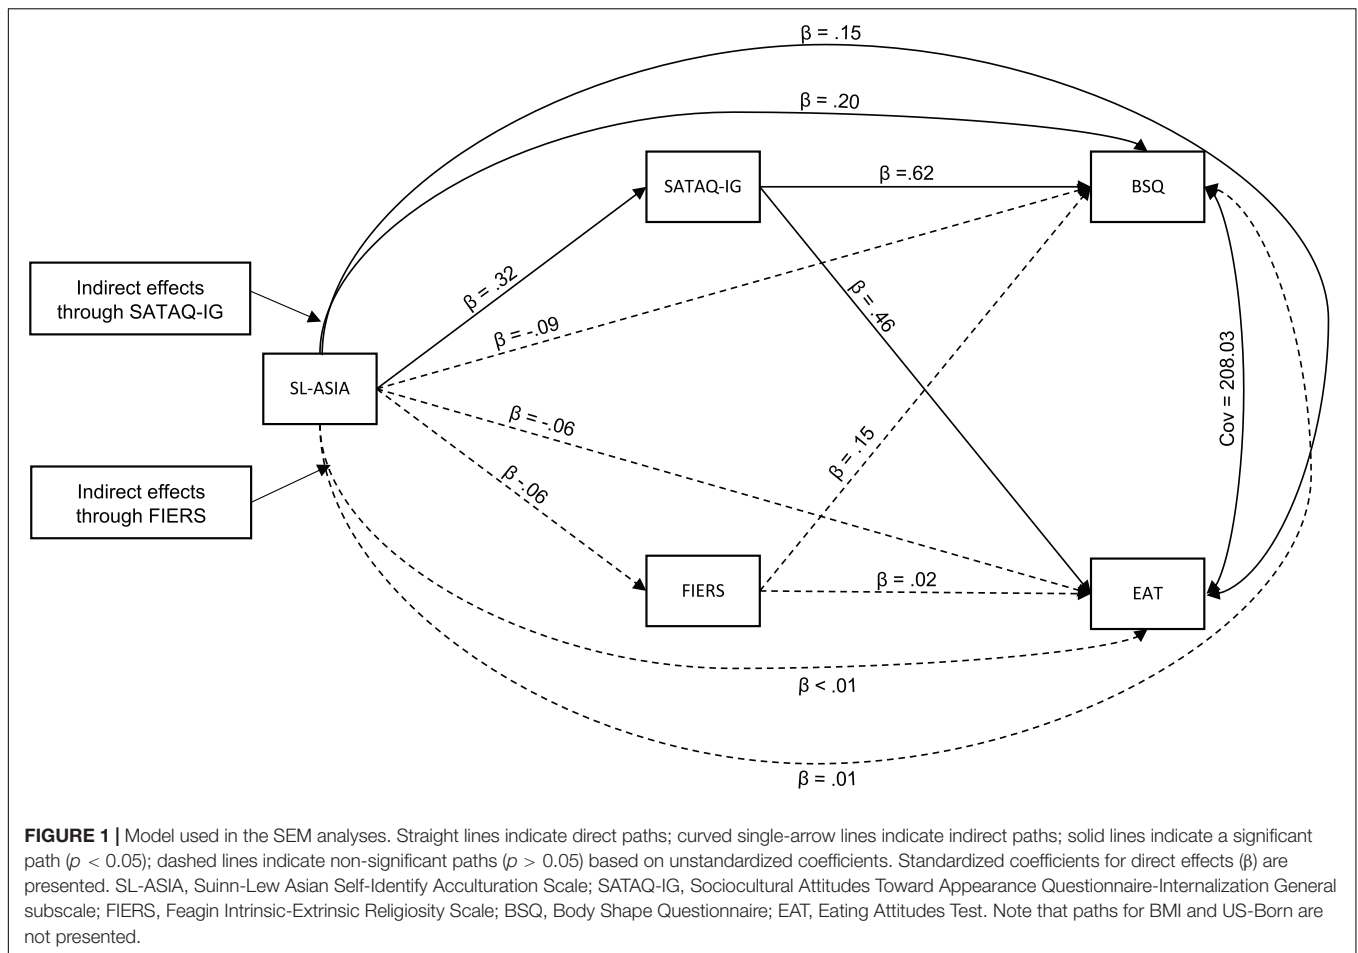 β = .15
β = .20
SATAQ-IG
β =.62
BSQ
Indirect effects
through SATAQ-IG
β = .32
β = -.09
β = .46
Cov = 208.03
SL-ASIA
β = -.06
β = .15
Indirect effects
through FIERS
β -.06
FIERS
β = .02
EAT
β < .01
β = .01
FIGURE 1 | Model used in the SEM analyses. Straight lines indicate direct paths; curved single-arrow lines indicate indirect paths; solid lines indicate a significant
path (p < 0.05); dashed lines indicate non-significant paths (p > 0.05) based on unstandardized coefficients. Standardized coefficients for direct effects (β) are
presented. SL-ASIA, Suinn-Lew Asian Self-Identify Acculturation Scale; SATAQ-IG, Sociocultural Attitudes Toward Appearance Questionnaire-Internalization General
subscale; FIERS, Feagin Intrinsic-Extrinsic Religiosity Scale; BSQ, Body Shape Questionnaire; EAT, Eating Attitudes Test. Note that paths for BMI and US-Born are
not presented.